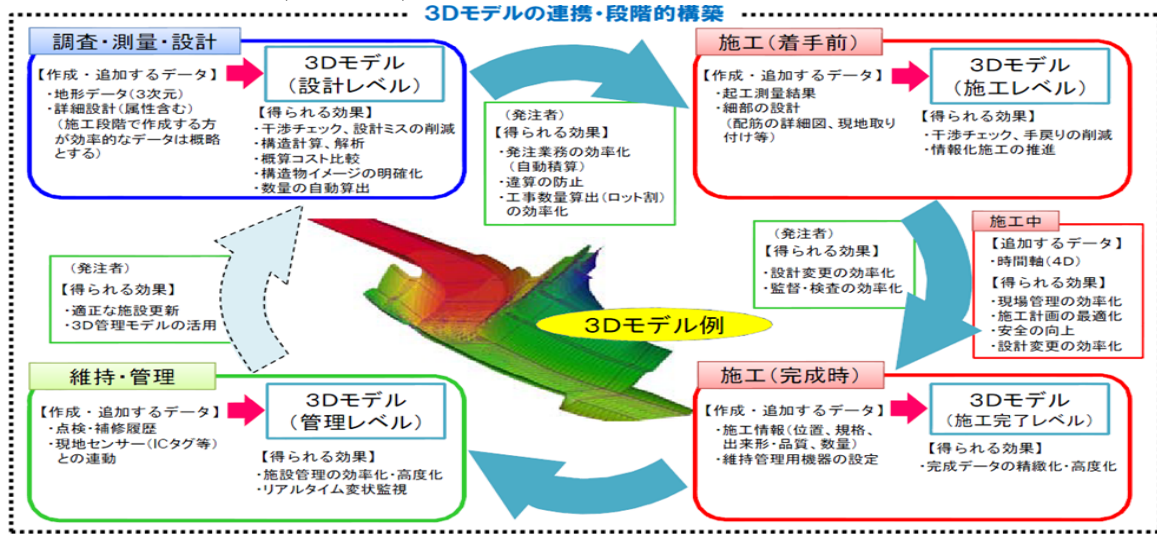 3Dモデルの連携・段階的構築
調査・測量・設計
【作成・追加するデータ】
・地形データ(3次元)
・詳細設計(属性含む)
(施工段階で作成する方
が効率的なデータは概略
とする)
3Dモデル
(設計レベル)
【得られる効果】
・干渉チェック、設計ミスの削減
・構造計算、解析
・概算コスト比較
・構造物イメージの明確化
・数量の自動算出
(発注者)
【得られる効果】
・発注業務の効率化
(自動積算)
・違算の防止
・工事数量算出(ロット割)
の効率化
施工(着手前)
【作成・追加するデータ】
・起工測量結果
・細部の設計
(配筋の詳細図、現地取り
付け等)
3Dモデル
(施工レベル)
【得られる効果】
・干渉チェック、手戻りの削減
・情報化施工の推進
(発注者)
【得られる効果】
・設計変更の効率化
・監督・検査の効率化
施工中
【追加するデータ】
・時間軸(4D)
【得られる効果】
・現場管理の効率化
・施工計画の最適化
・安全の向上
・設計変更の効率化
(発注者)
【得られる効果】
・適正な施設更新
・3D管理モデルの活用
3Dモデル例
維持・管理
【作成・追加するデータ】
・点検・補修履歴
・現地センサー(ICタグ等)
との連動
3Dモデル
(管理レベル)
【得られる効果】
・施設管理の効率化・高度化
・リアルタイム変状監視
施工(完成時)
【作成・追加するデータ】
・施工情報(位置、規格、
出来形・品質、数量)
・維持管理用機器の設定
3Dモデル
(施工完了レベル)
【得られる効果】
・完成データの精緻化・高度化